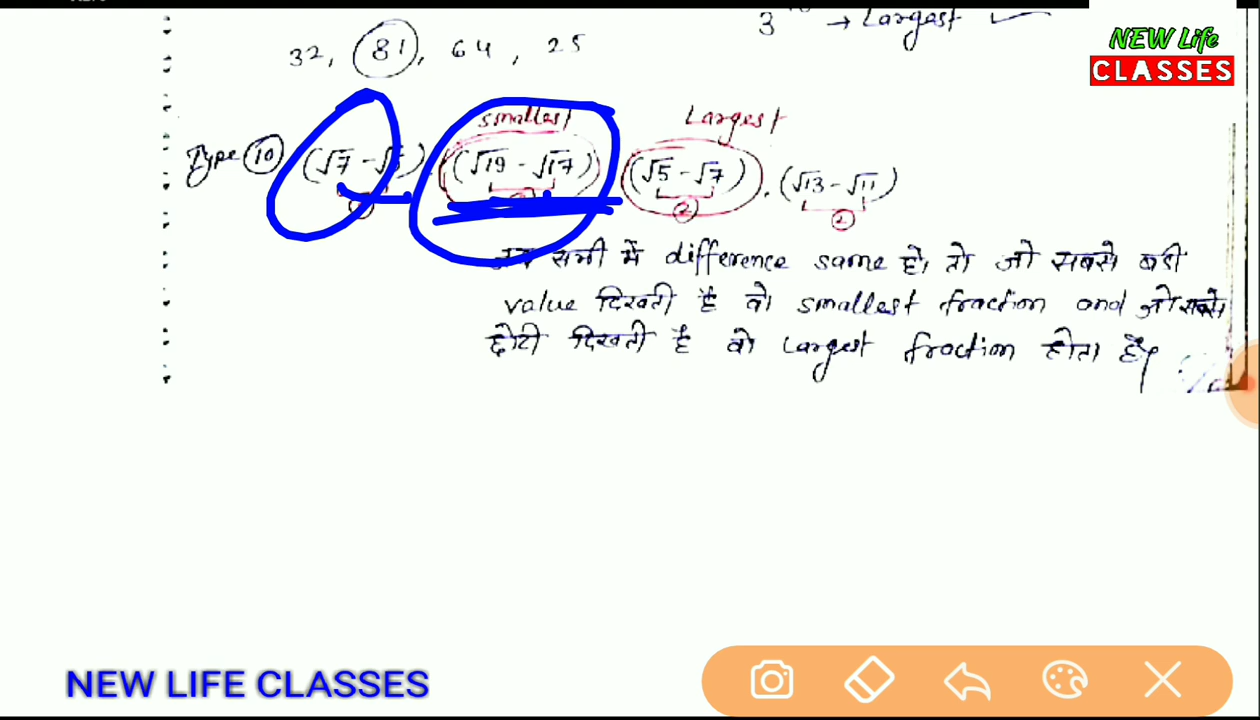 3 → Largest
NEW Life
CLASSES
32, 81, 64, 25
smallest Largest
Type 10 (√7 - √ ), (√19 - √17) (√5 - √7), (√13 - √11)
② ②
सभी में difference same हो तो जो सबसे बडी
value दिखती है वो smallest fraction and जो सबसे
छोटी दिखती है वो Largest fraction होता है
NEW LIFE CLASSES